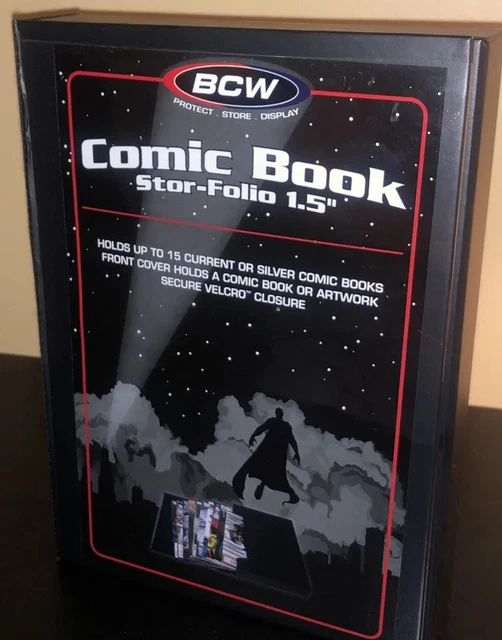 BCW
PROTECT . STORE . DISPLAY
Comic Book
Stor-Folio 1.5"
HOLDS UP TO 15 CURRENT OR SILVER COMIC BOOKS
FRONT COVER HOLDS A COMIC BOOK OR ARTWORK
SECURE VELCRO™ CLOSURE